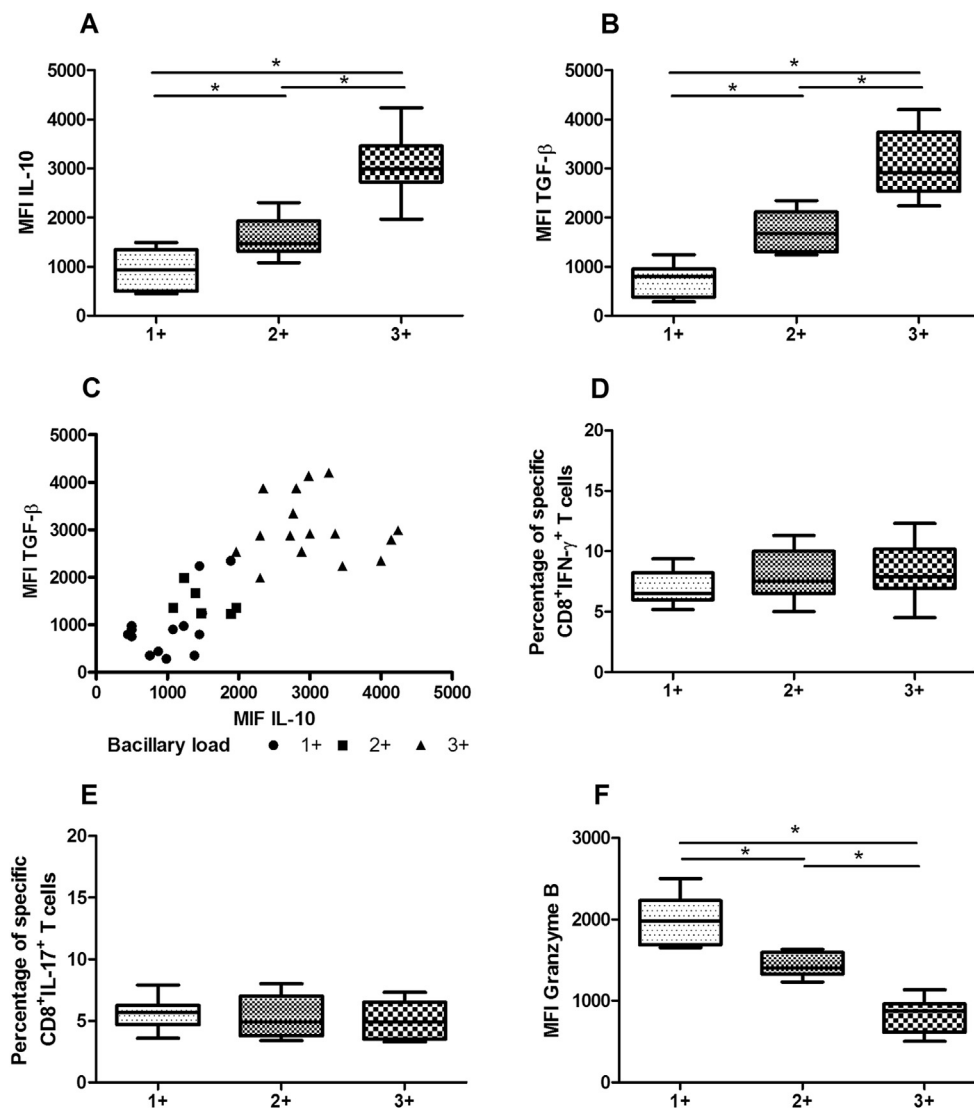 A
MFI IL-10
5000
4000
3000
2000
1000
0
*
*
*
1+ 2+ 3+
B
MFI TGF-β
5000
4000
3000
2000
1000
0
*
*
*
1+ 2+ 3+
C
MFI TGF-β
5000
4000
3000
2000
1000
0
0 1000 2000 3000 4000 5000
MIF IL-10
Bacillary load 1+ 2+ 3+
D
Percentage of specific
CD8⁺IFN-γ⁺ T cells
20
15
10
5
0
1+ 2+ 3+
E
Percentage of specific
CD8⁺IL-17⁺ T cells
20
15
10
5
0
1+ 2+ 3+
F
MFI Granzyme B
3000
2000
1000
0
*
*
*
1+ 2+ 3+